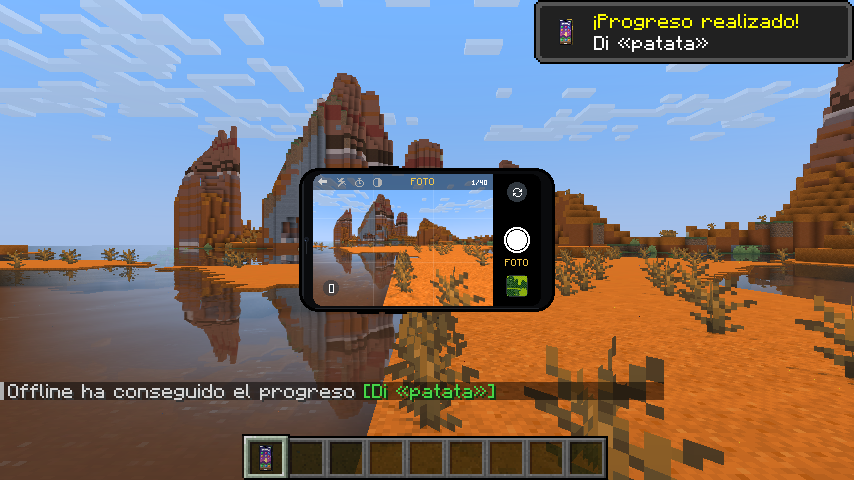 ¡Progreso realizado!
Di «patata»
FOTO
1/40
FOTO
Offline ha conseguido el progreso [Di «patata»]